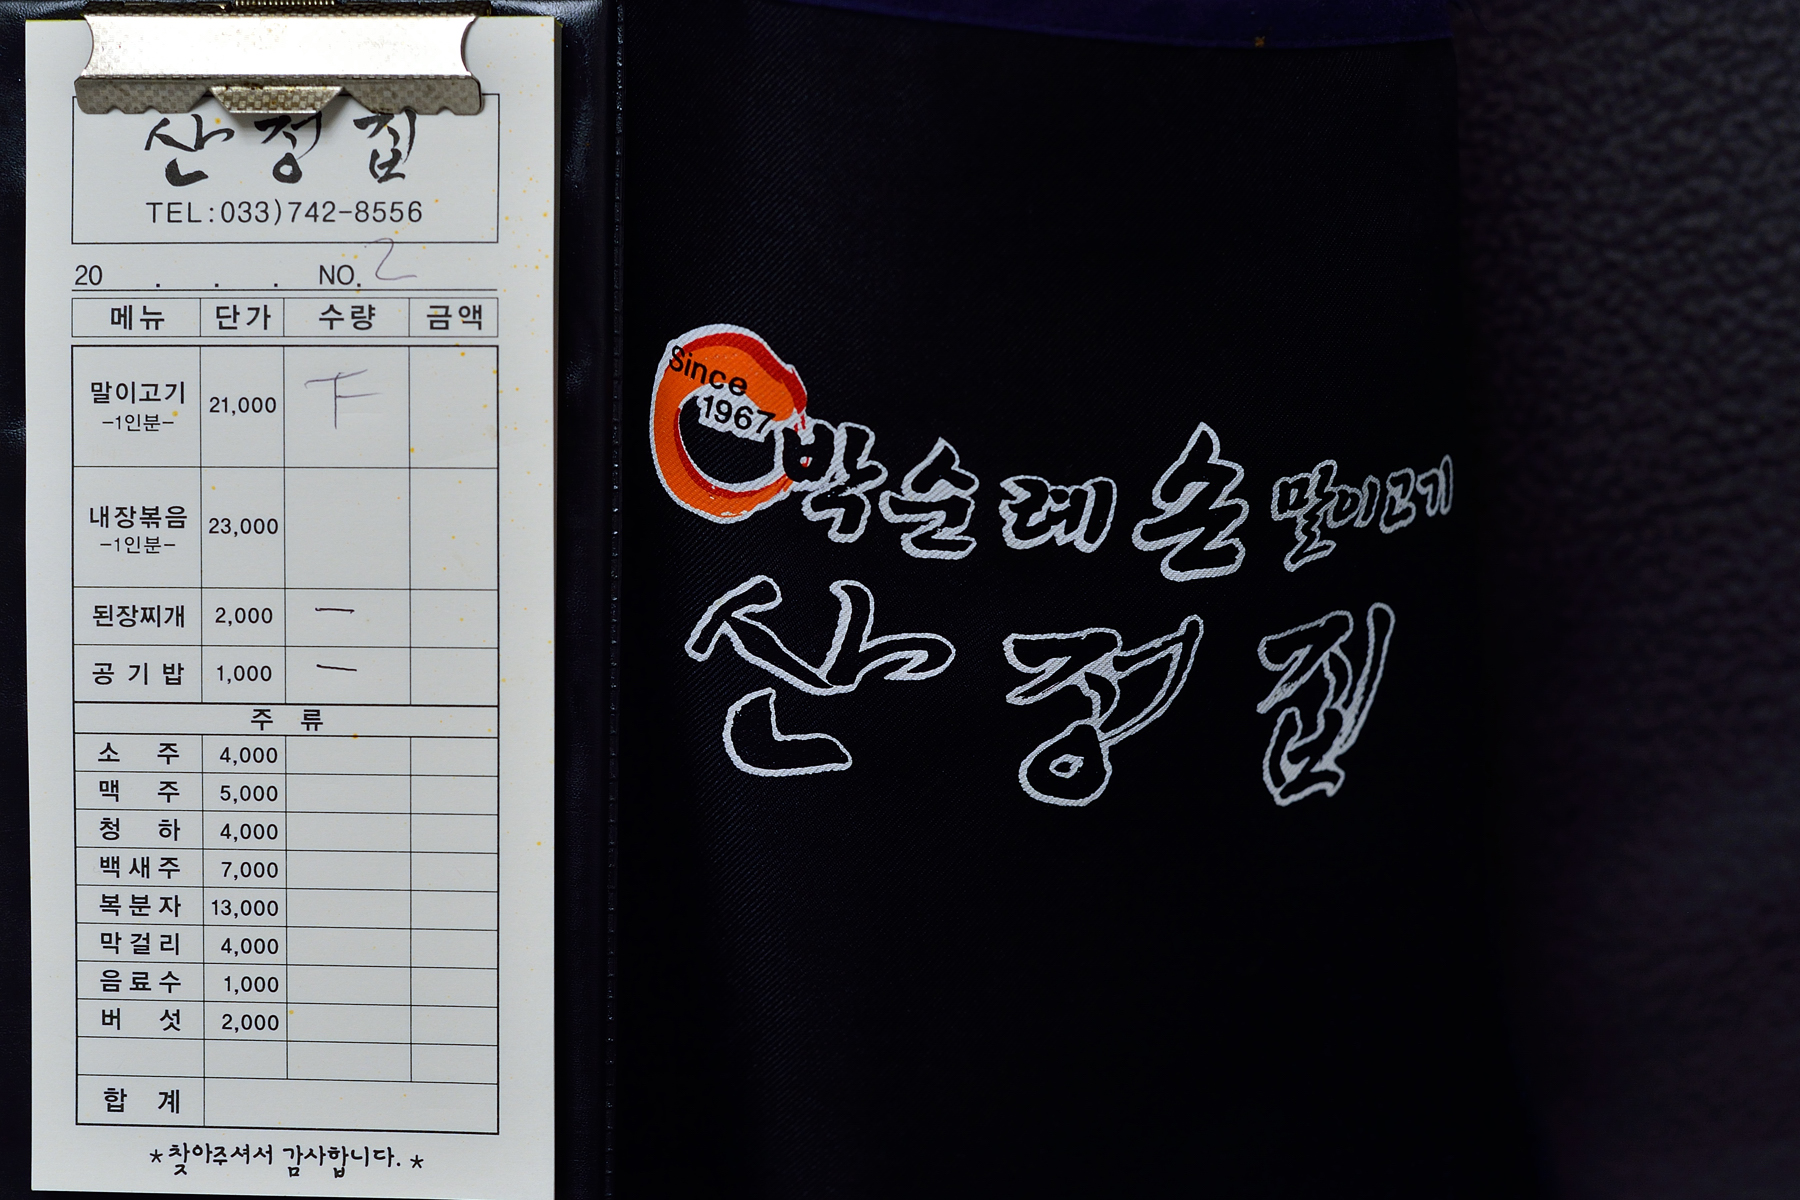 산정집
TEL:033)742-8556
20 . . . NO. 2
메뉴 단가 수량 금액
말이고기 21,000
-1인분-
내장볶음 23,000
-1인분-
된장찌개 2,000 一
공기밥 1,000 一
주류
소주 4,000
맥주 5,000
청하 4,000
백새주 7,000
복분자 13,000
막걸리 4,000
음료수 1,000
버섯 2,000
합계
*찾아주셔서 감사합니다.*
Since
1967
박순례 손 말이고기
산정집